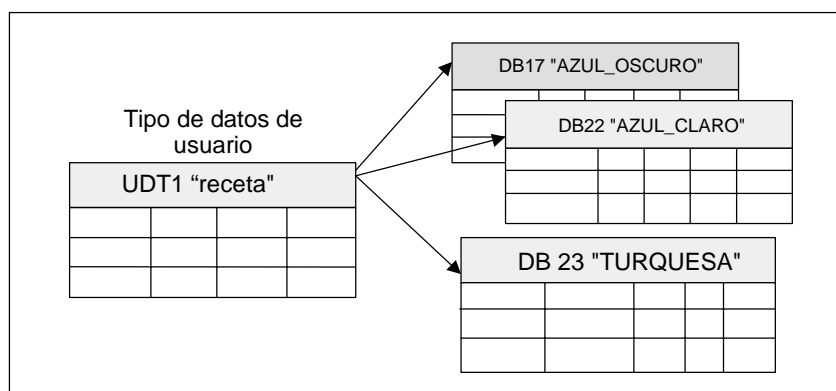 DB17 "AZUL_OSCURO"
DB22 "AZUL_CLARO"
Tipo de datos de
usuario
UDT1 “receta"
DB 23 "TURQUESA"